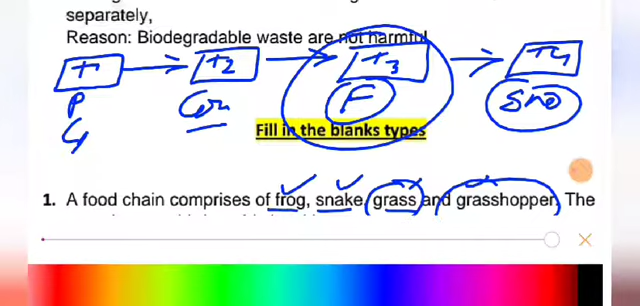 separately,
Reason: Biodegradable waste are not harmful
T1 T2 T3 T4
P F
Fill in the blanks types
1. A food chain comprises of frog, snake, grass and grasshopper. The